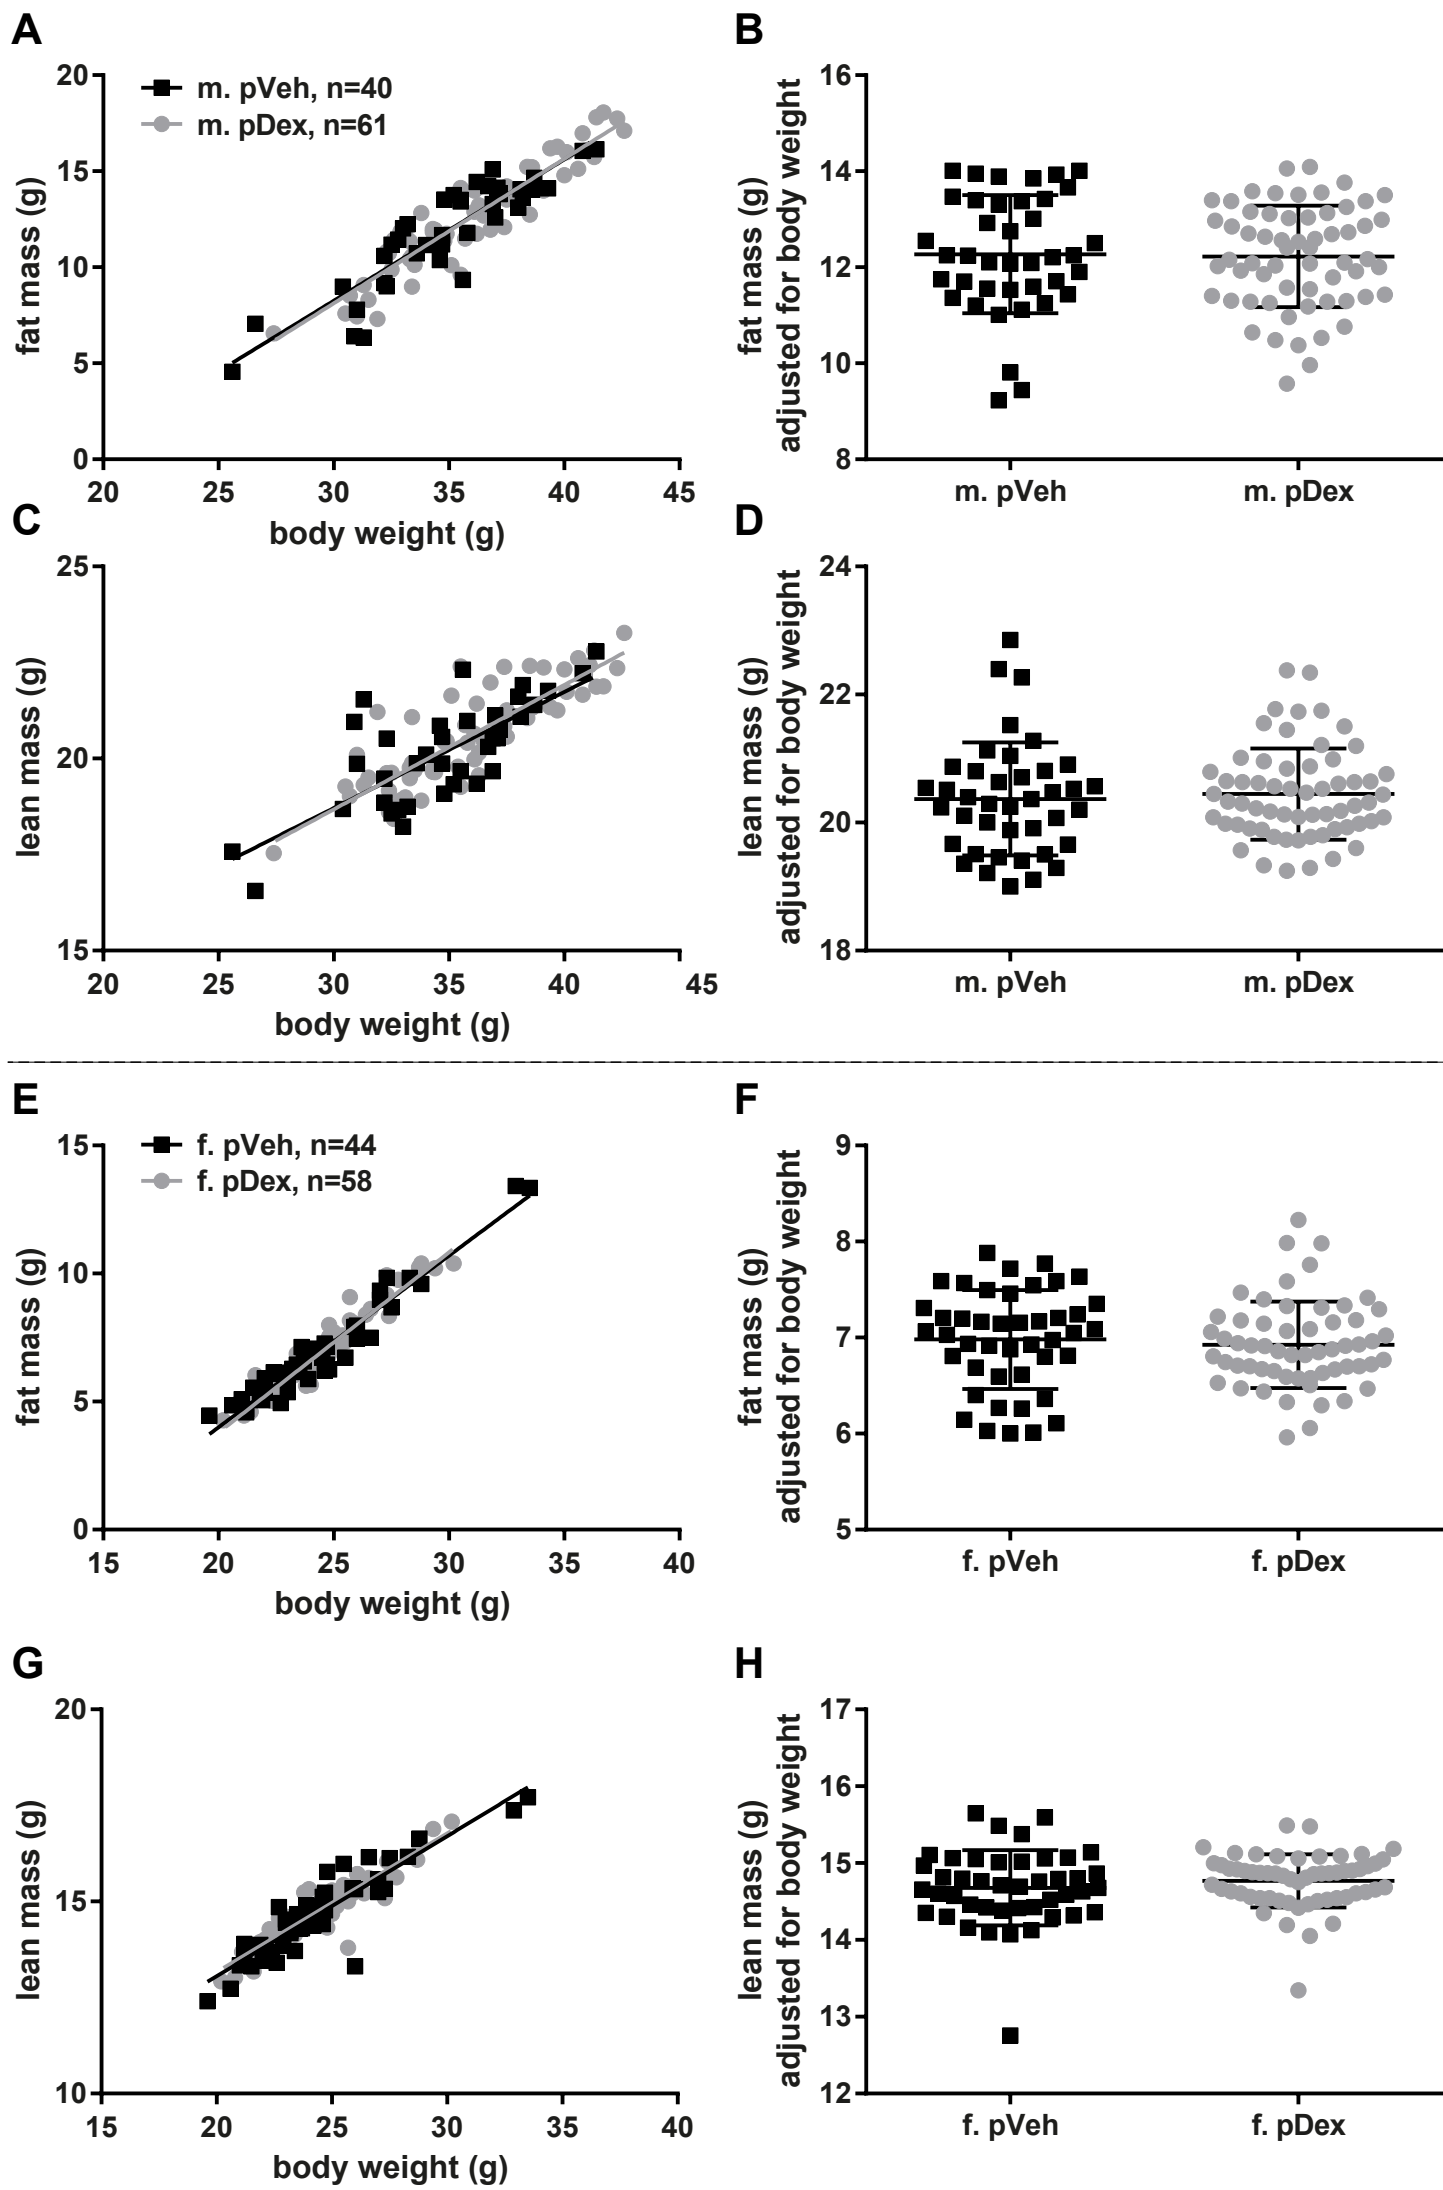 A
fat mass (g)
20
15
10
5
0
m. pVeh, n=40
m. pDex, n=61
20 25 30 35 40 45
body weight (g)
B
fat mass (g)
adjusted for body weight
16
14
12
10
8
m. pVeh m. pDex
C
lean mass (g)
25
20
15
20 25 30 35 40 45
body weight (g)
D
lean mass (g)
adjusted for body weight
24
22
20
18
m. pVeh m. pDex
E
fat mass (g)
15
10
5
0
f. pVeh, n=44
f. pDex, n=58
15 20 25 30 35 40
body weight (g)
F
fat mass (g)
adjusted for body weight
9
8
7
6
5
f. pVeh f. pDex
G
lean mass (g)
20
15
10
15 20 25 30 35 40
body weight (g)
H
lean mass (g)
adjusted for body weight
17
16
15
14
13
12
f. pVeh f. pDex